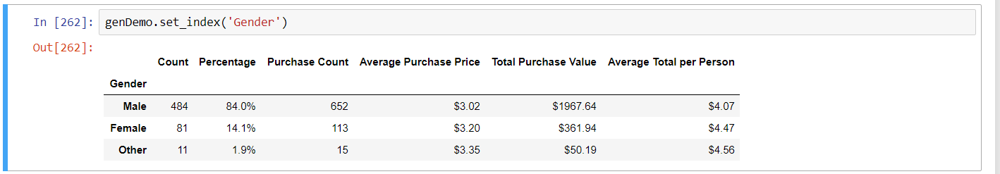 In [262]: genDemo.set_index('Gender')
Out[262]:
Count Percentage Purchase Count Average Purchase Price Total Purchase Value Average Total per Person
Gender
Male 484 84.0% 652 $3.02 $1967.64 $4.07
Female 81 14.1% 113 $3.20 $361.94 $4.47
Other 11 1.9% 15 $3.35 $50.19 $4.56